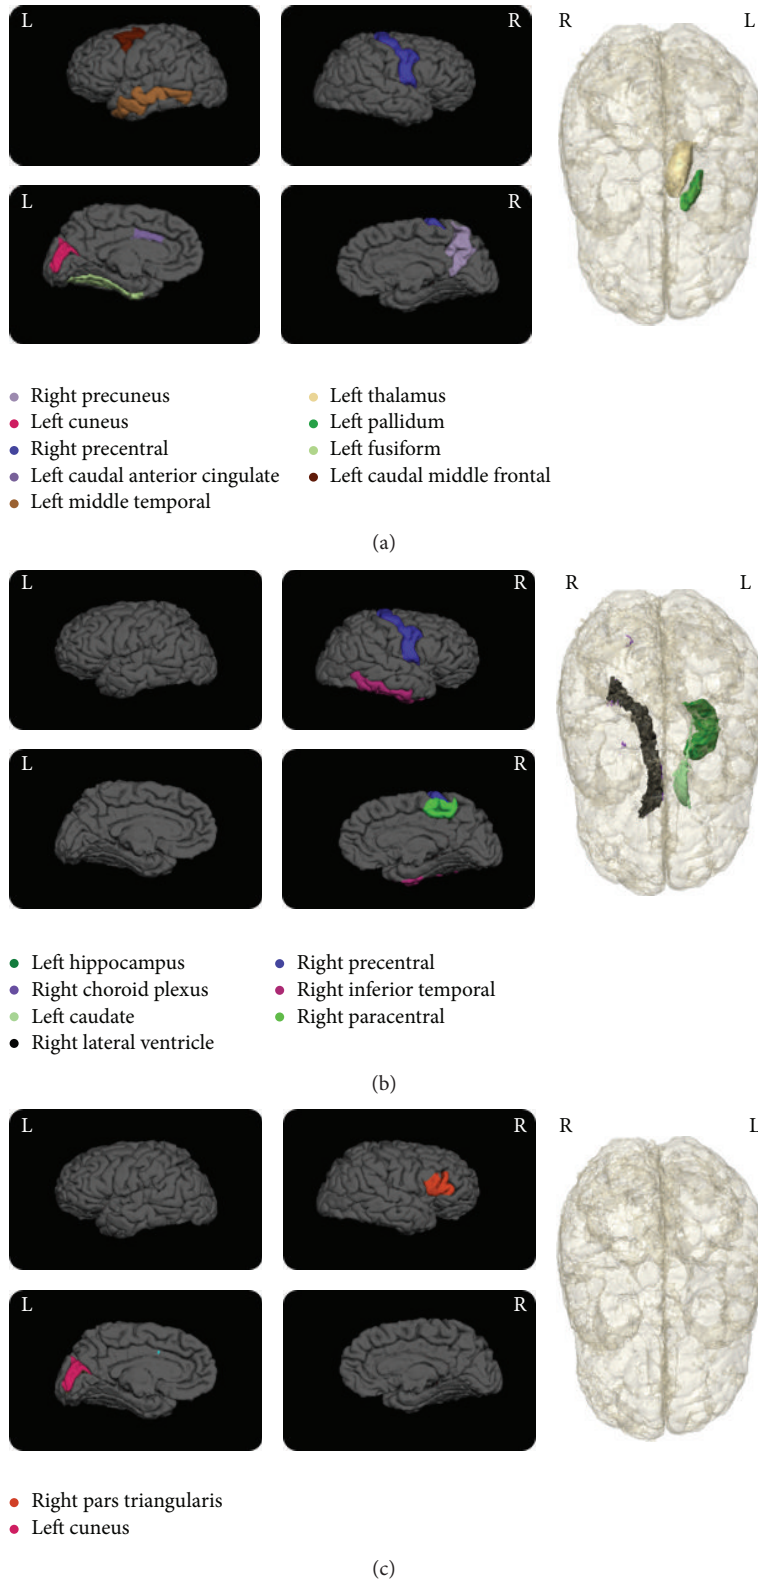 L
R
R
L
L
R
Right precuneus
Left cuneus
Right precentral
Left caudal anterior cingulate
Left middle temporal
Left thalamus
Left pallidum
Left fusiform
Left caudal middle frontal
(a)
L
R
R
L
L
R
Left hippocampus
Right choroid plexus
Left caudate
Right lateral ventricle
Right precentral
Right inferior temporal
Right paracentral
(b)
L
R
R
L
L
R
Right pars triangularis
Left cuneus
(c)